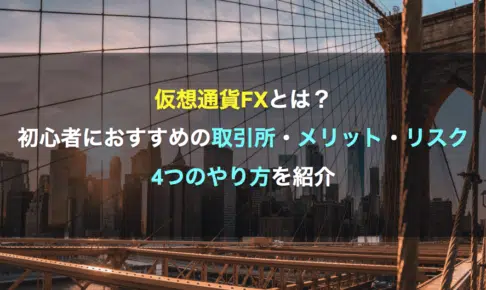 仮想通貨FXとは？
初心者におすすめの取引所・メリット・リスク
4つのやり方を紹介